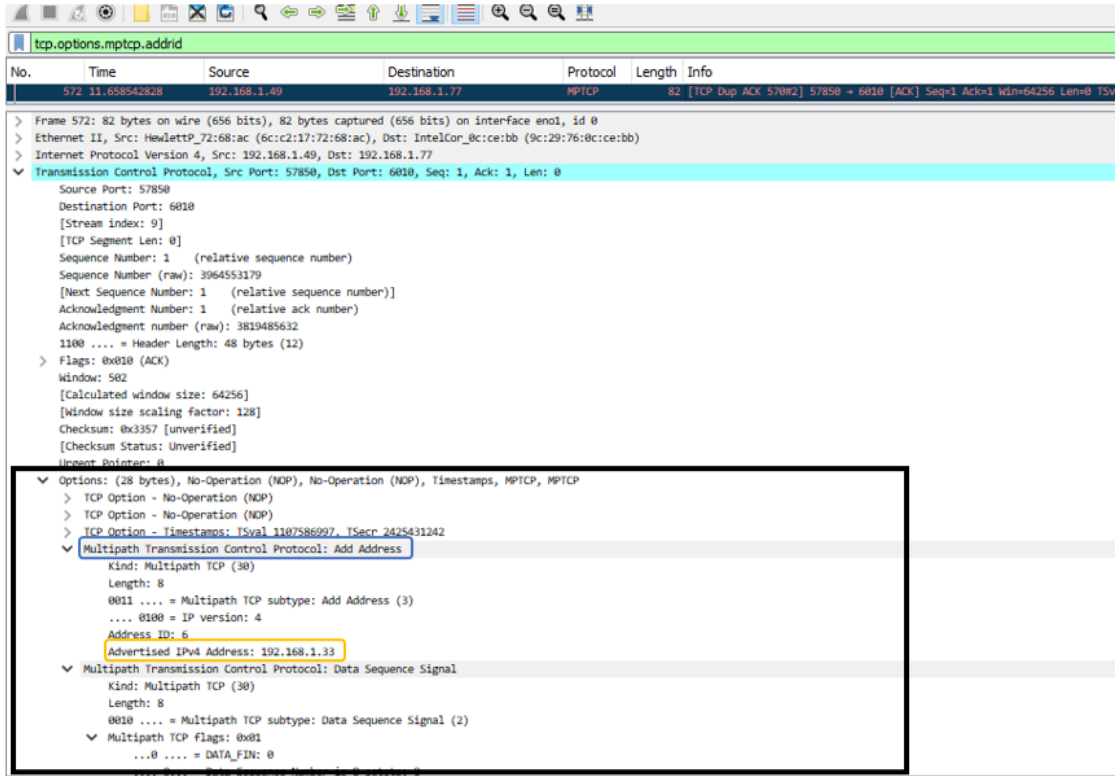 tcp.options.mptcp.addrid
No. Time Source Destination Protocol Length Info
572 11.658542828 192.168.1.49 192.168.1.77 MPTCP 82 [TCP Dup ACK 570#2] 57850 → 6010 [ACK] Seq=1 Ack=1 Win=64256 Len=0 TSv
Frame 572: 82 bytes on wire (656 bits), 82 bytes captured (656 bits) on interface eno1, id 0
Ethernet II, Src: HewlettP_72:68:ac (6c:c2:17:72:68:ac), Dst: IntelCor_0c:ce:bb (9c:29:76:0c:ce:bb)
Internet Protocol Version 4, Src: 192.168.1.49, Dst: 192.168.1.77
Transmission Control Protocol, Src Port: 57850, Dst Port: 6010, Seq: 1, Ack: 1, Len: 0
Source Port: 57850
Destination Port: 6010
[Stream index: 9]
[TCP Segment Len: 0]
Sequence Number: 1 (relative sequence number)
Sequence Number (raw): 3964553179
[Next Sequence Number: 1 (relative sequence number)]
Acknowledgment Number: 1 (relative ack number)
Acknowledgment number (raw): 3819485632
1100 .... = Header Length: 48 bytes (12)
Flags: 0x010 (ACK)
Window: 502
[Calculated window size: 64256]
[Window size scaling factor: 128]
Checksum: 0x3357 [unverified]
[Checksum Status: Unverified]
Urgent Pointer: 0
Options: (28 bytes), No-Operation (NOP), No-Operation (NOP), Timestamps, MPTCP, MPTCP
TCP Option - No-Operation (NOP)
TCP Option - No-Operation (NOP)
TCP Option - Timestamps: TSval 1107586997, TSecr 2425431242
Multipath Transmission Control Protocol: Add Address
Kind: Multipath TCP (30)
Length: 8
0011 .... = Multipath TCP subtype: Add Address (3)
.... 0100 = IP version: 4
Address ID: 6
Advertised IPv4 Address: 192.168.1.33
Multipath Transmission Control Protocol: Data Sequence Signal
Kind: Multipath TCP (30)
Length: 8
0010 .... = Multipath TCP subtype: Data Sequence Signal (2)
Multipath TCP flags: 0x01
...0 .... = DATA_FIN: 0